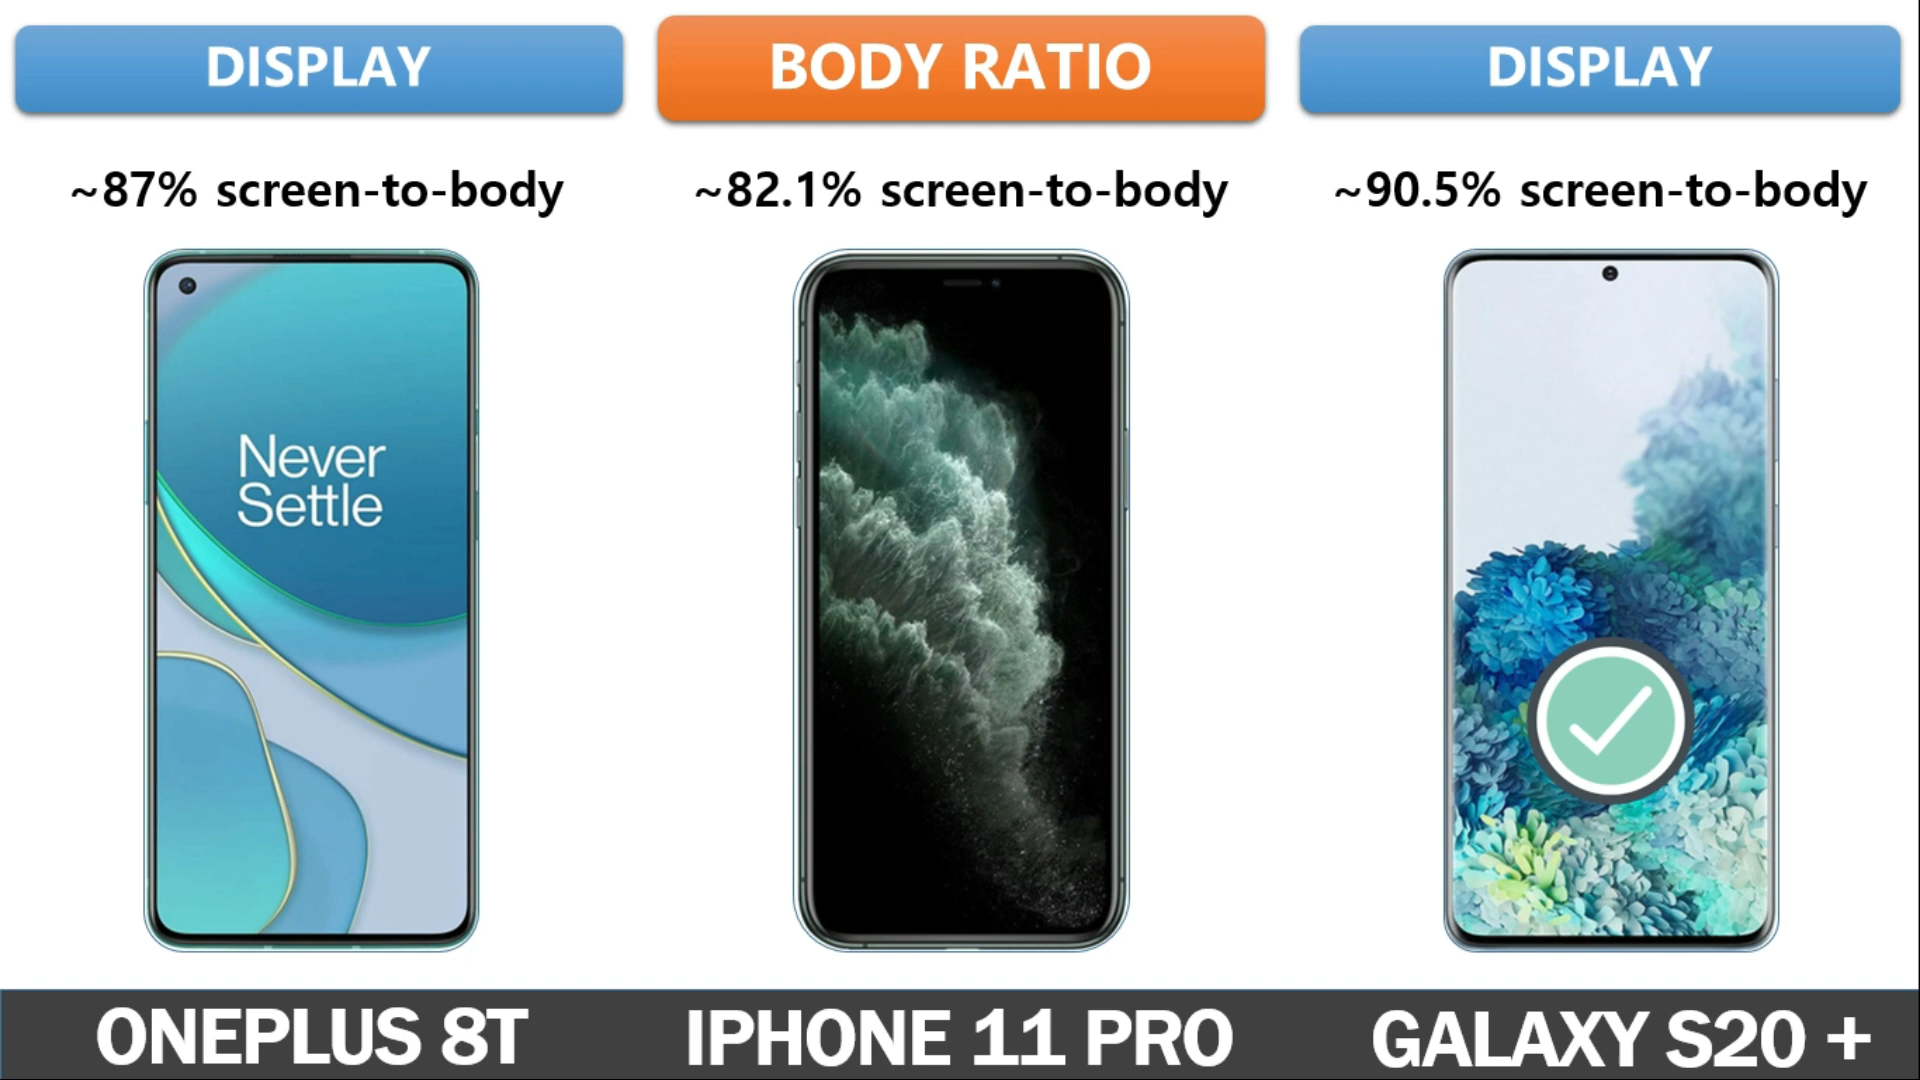 DISPLAY
BODY RATIO
DISPLAY
~87% screen-to-body
~82.1% screen-to-body
~90.5% screen-to-body
Never
Settle
ONEPLUS 8T
IPHONE 11 PRO
GALAXY S20 +